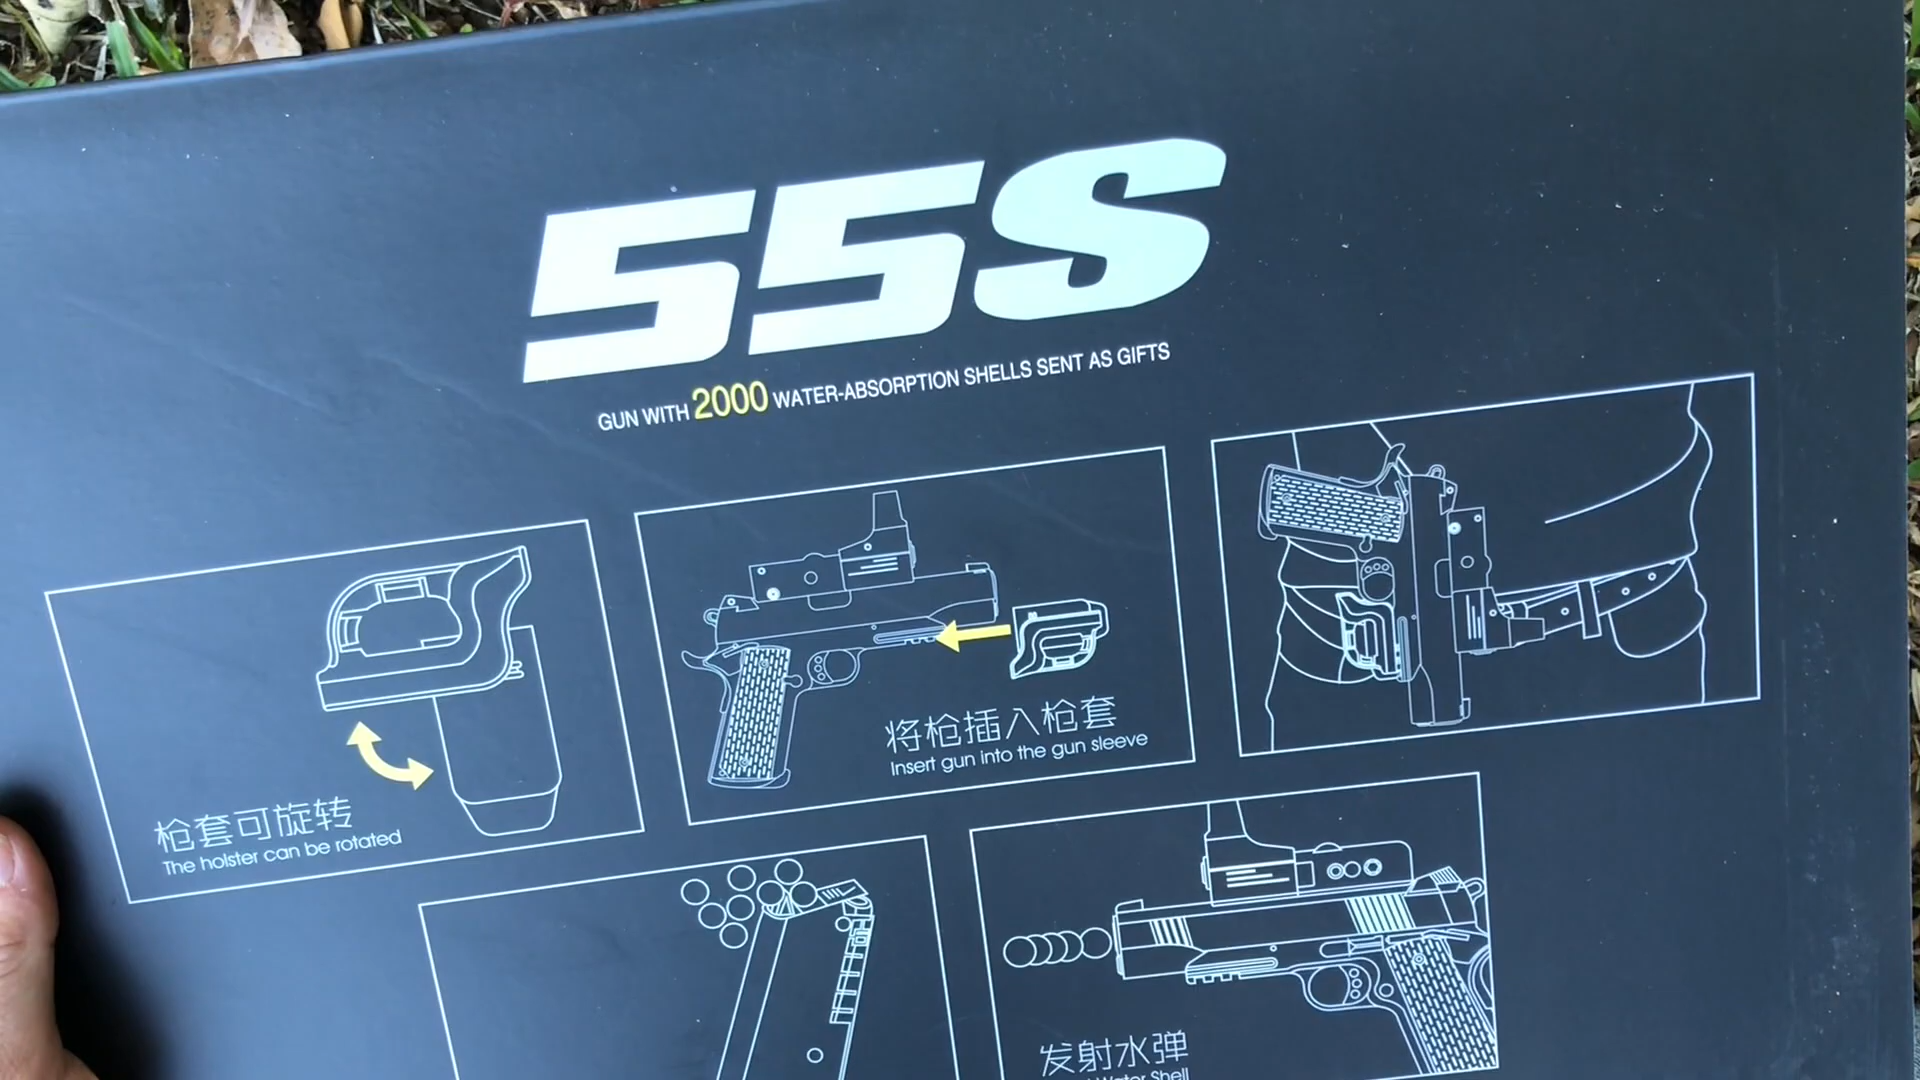 55S
GUN WITH 2000 WATER-ABSORPTION SHELLS SENT AS GIFTS
枪套可旋转
The holster can be rotated
将枪插入枪套
Insert gun into the gun sleeve
发射水弹
Water Shell